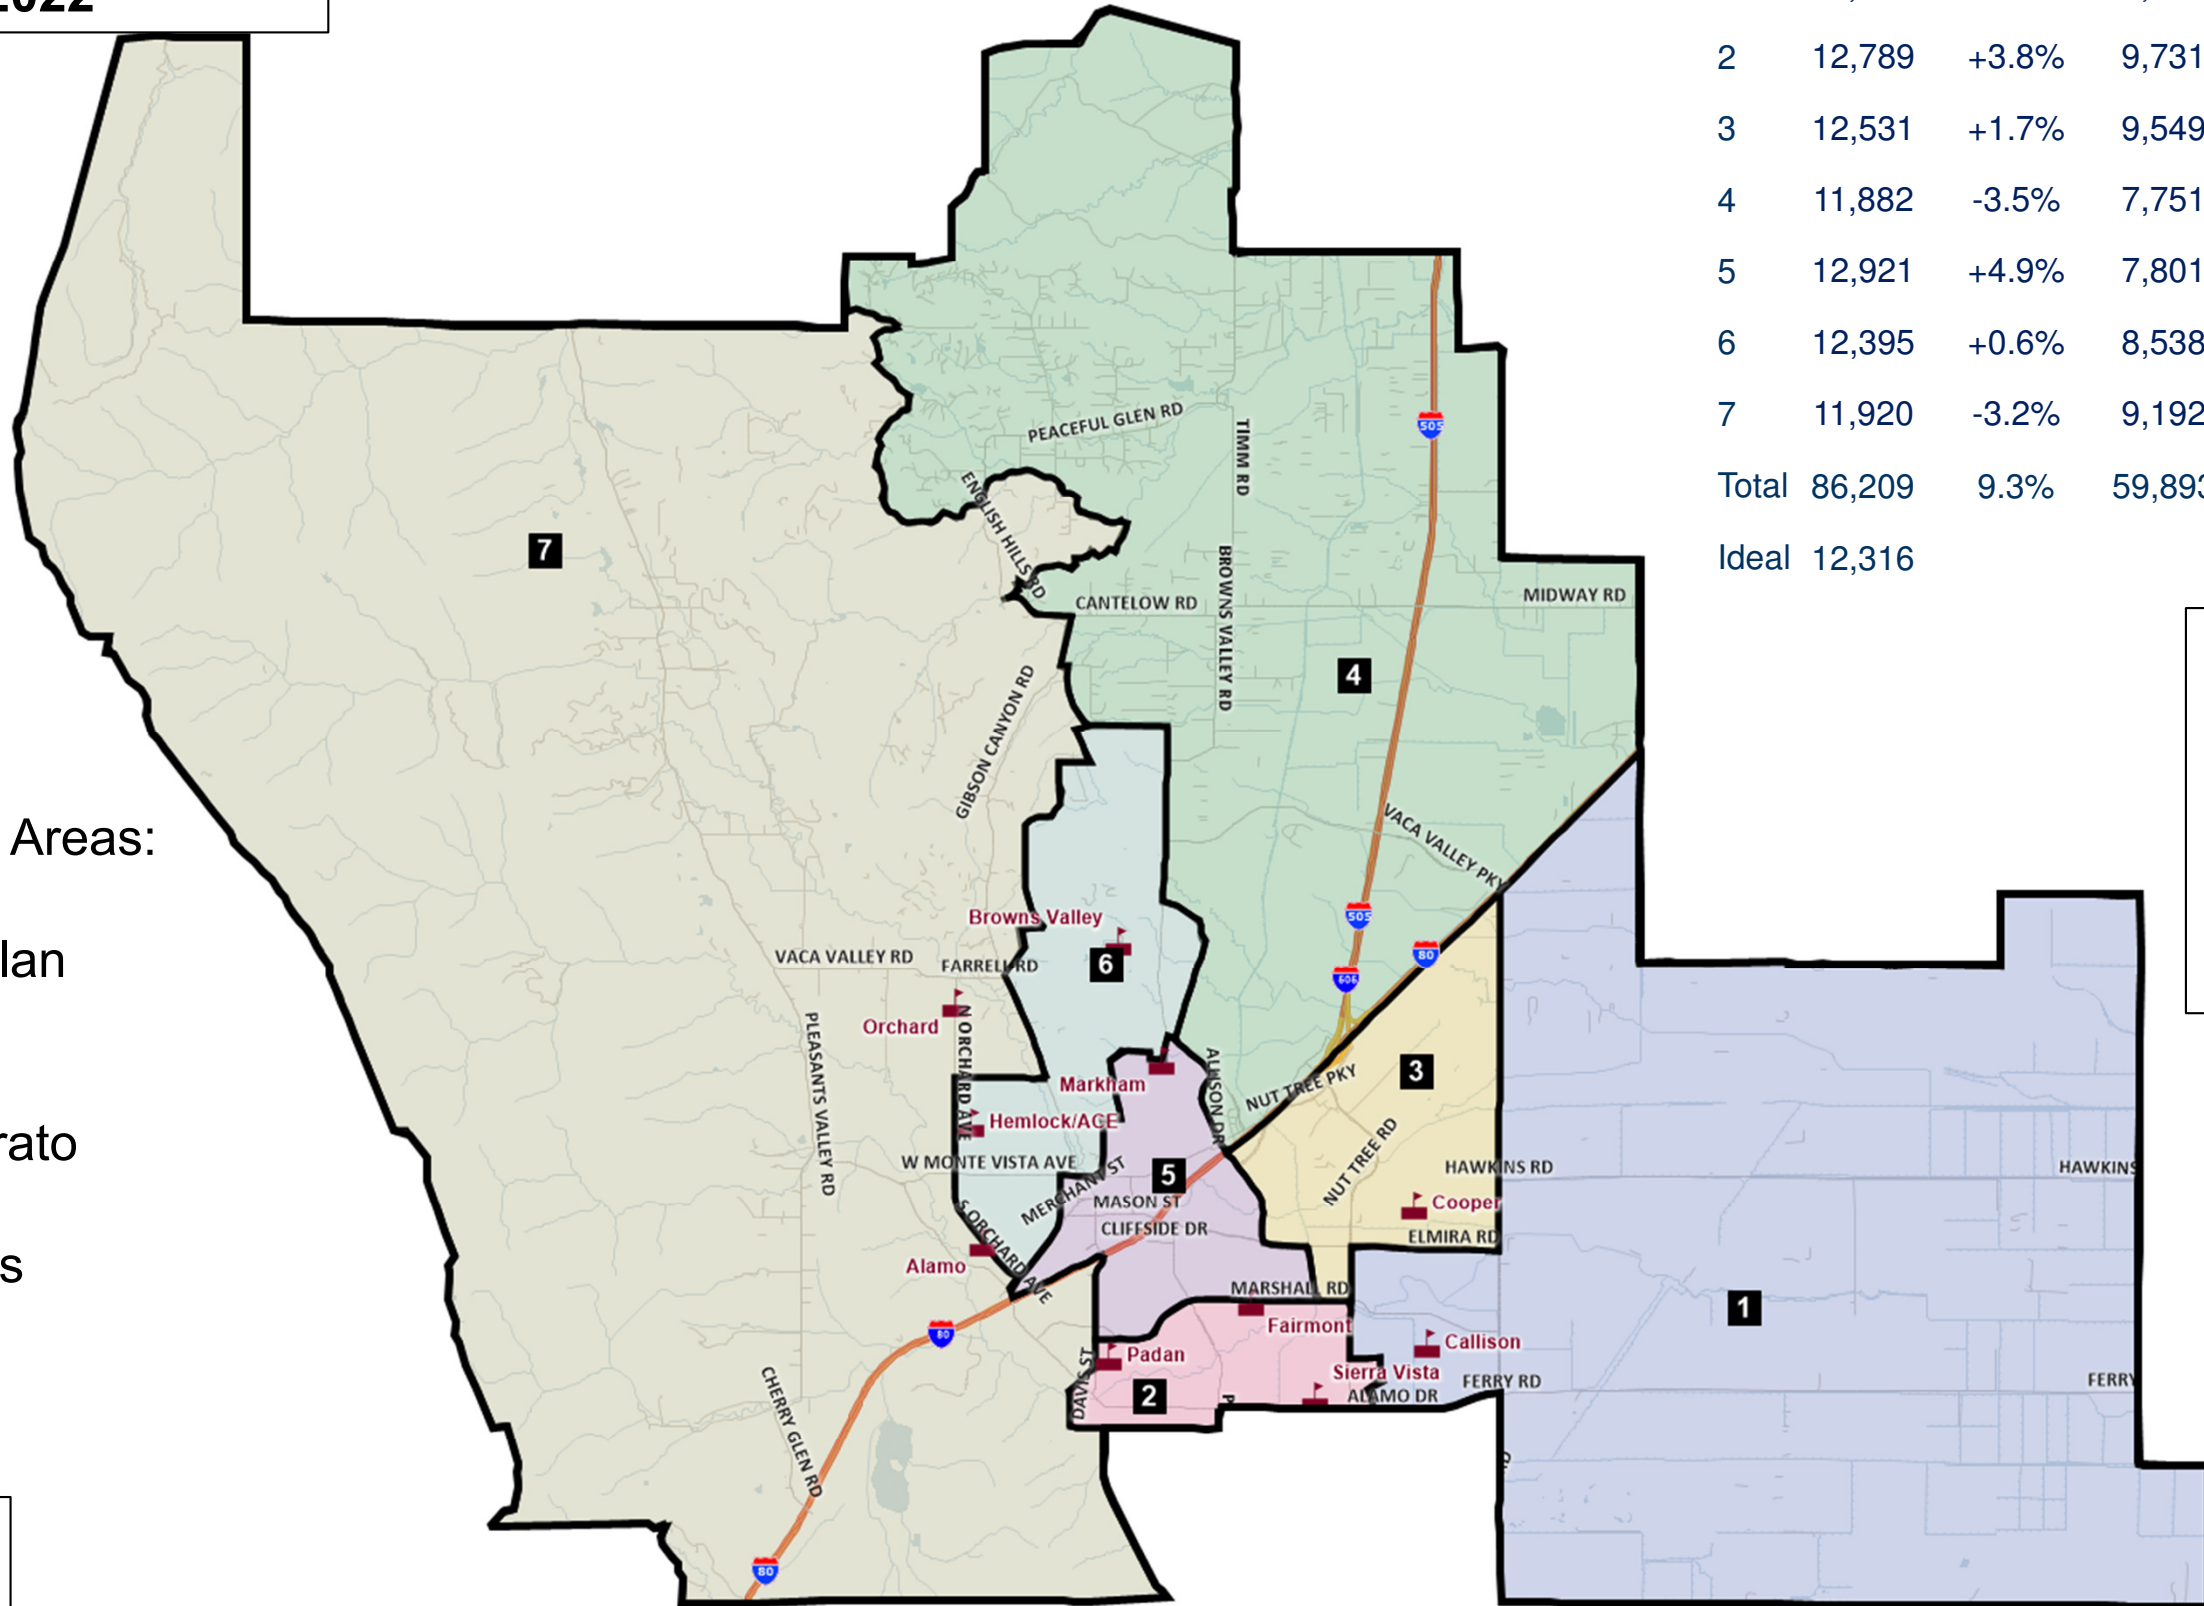 2022
2 12,789 +3.8% 9,731
3 12,531 +1.7% 9,549
4 11,882 -3.5% 7,751
5 12,921 +4.9% 7,801
6 12,395 +0.6% 8,538
7 11,920 -3.2% 9,192
Total 86,209 9.3% 59,893
Ideal 12,316
Areas:
lan
rato
s
PEACEFUL GLEN RD
TIMM RD
505
ENGLISH HILLS RD
7
BROWNS VALLEY RD
CANTELOW RD
MIDWAY RD
4
GIBSON CANYON RD
VACA VALLEY PKY
Browns Valley
505
VACA VALLEY RD
FARRELL RD
6
80
505
Orchard
N ORCHARD AVE
PLEASANTS VALLEY RD
Markham
ALLISON DR
NUT TREE PKY
3
Hemlock/ACE
NUT TREE RD
W MONTE VISTA AVE
MERCHANT ST
5
HAWKINS RD
HAWKINS
MASON ST
Cooper
S ORCHARD AVE
CLIFFSIDE DR
ELMIRA RD
Alamo
MARSHALL RD
1
80
Fairmont
Callison
Padan
Sierra Vista
DAVIS ST
2
P
ALAMO DR
FERRY RD
FERRY
CHERRY GLEN RD
80